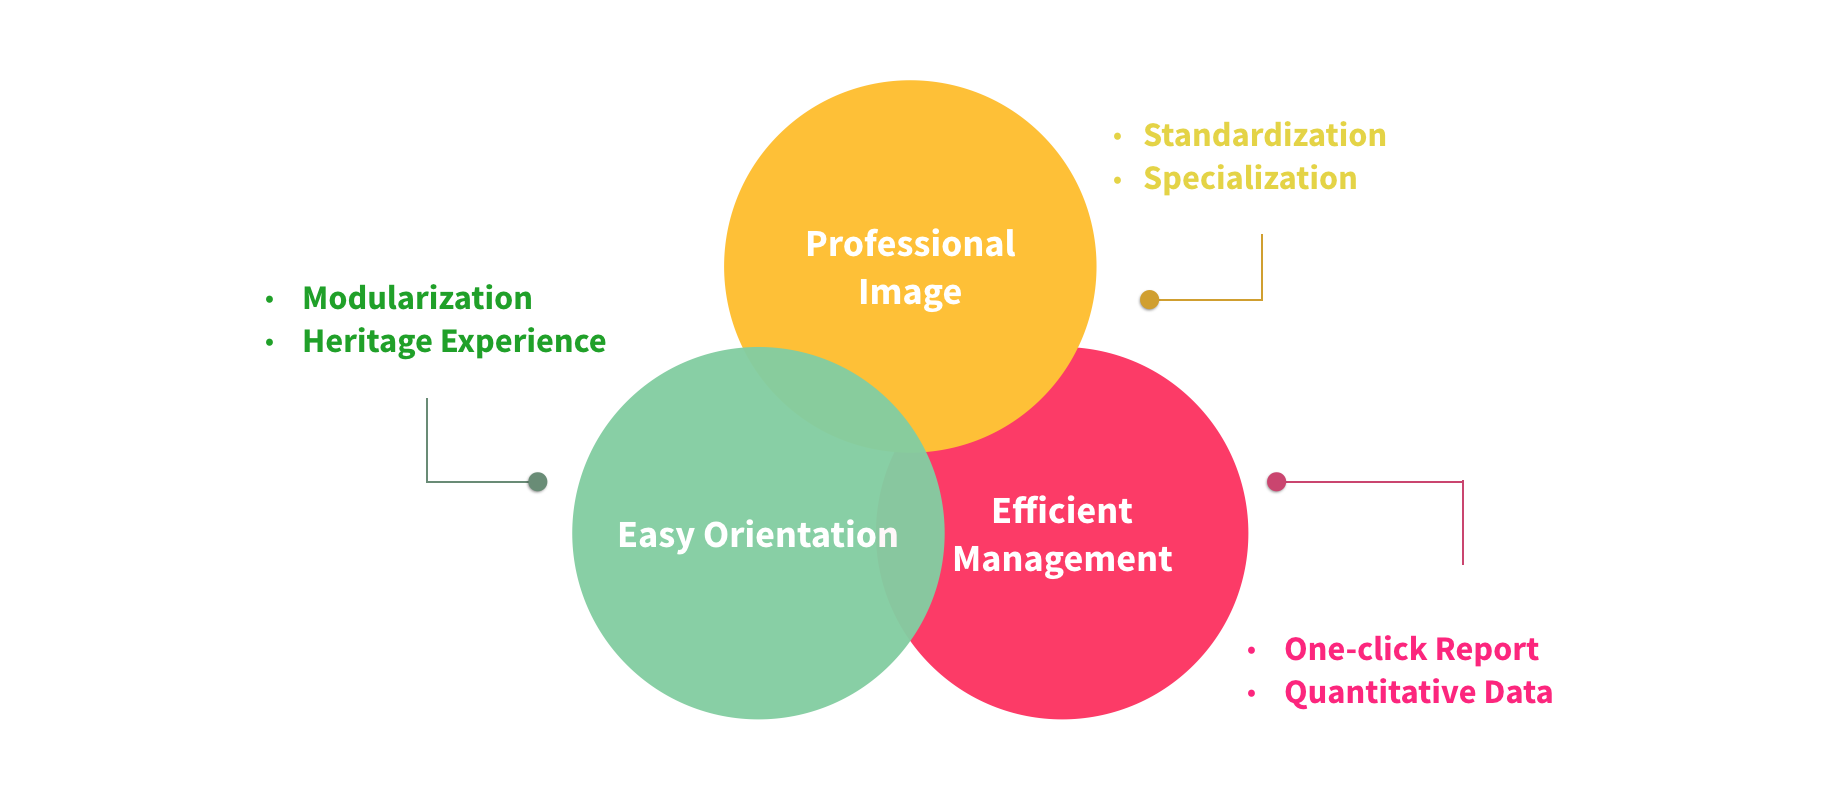 • Standardization
• Specialization
Professional
Image
• Modularization
• Heritage Experience
Easy Orientation
Efficient
Management
• One-click Report
• Quantitative Data